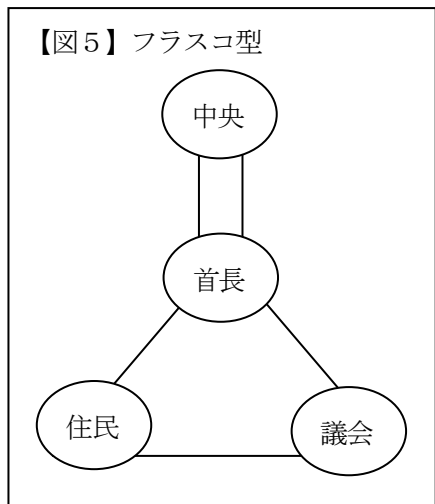 【図５】フラスコ型
中央
首長
住民
議会